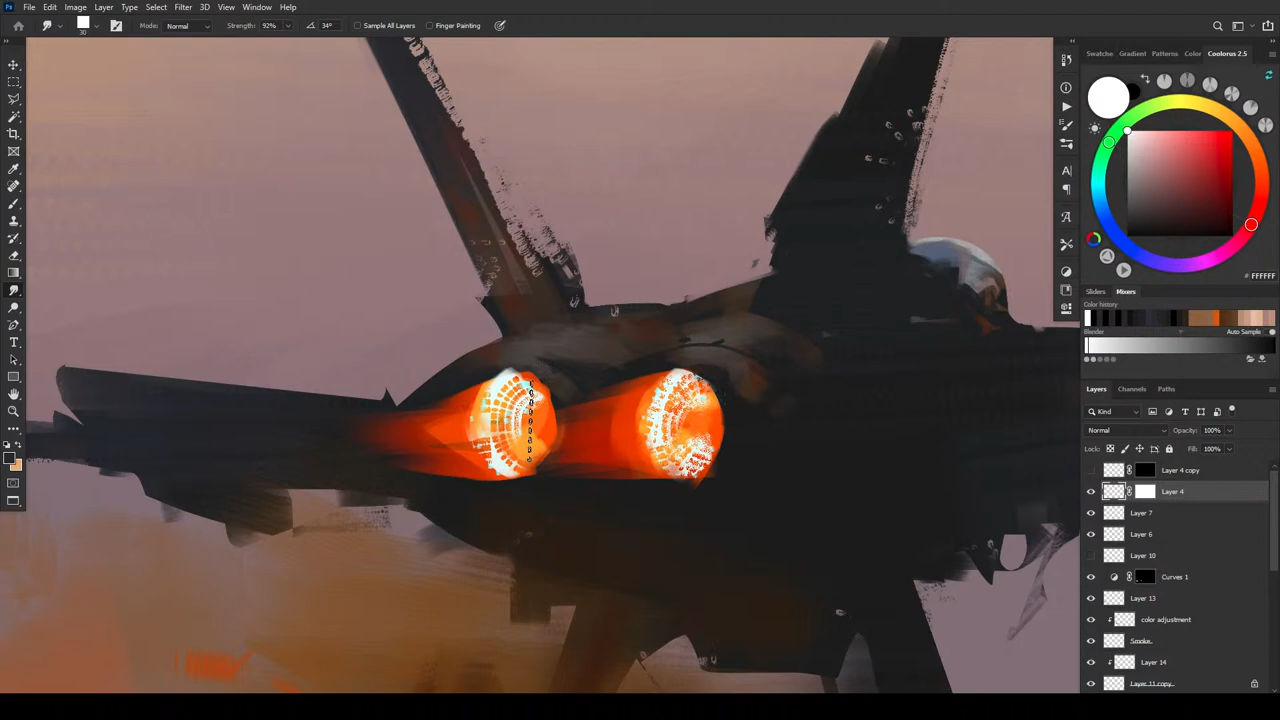 Ps File Edit Image Layer Type Select Filter 3D View Window Help
30 Mode: Normal Strength: 92% 34° Sample All Layers Finger Painting
Swatche Gradient Patterns Color Coolorus 2.5
# FFFFFF
Sliders Mixers
Color history
Blender Auto Sample
Layers Channels Paths
Kind
Normal Opacity: 100%
Lock: Fill: 100%
Layer 4 copy
Layer 4
Layer 7
Layer 6
Layer 10
Curves 1
Layer 13
color adjustment
Smoke
Layer 14
Layer 11 copy